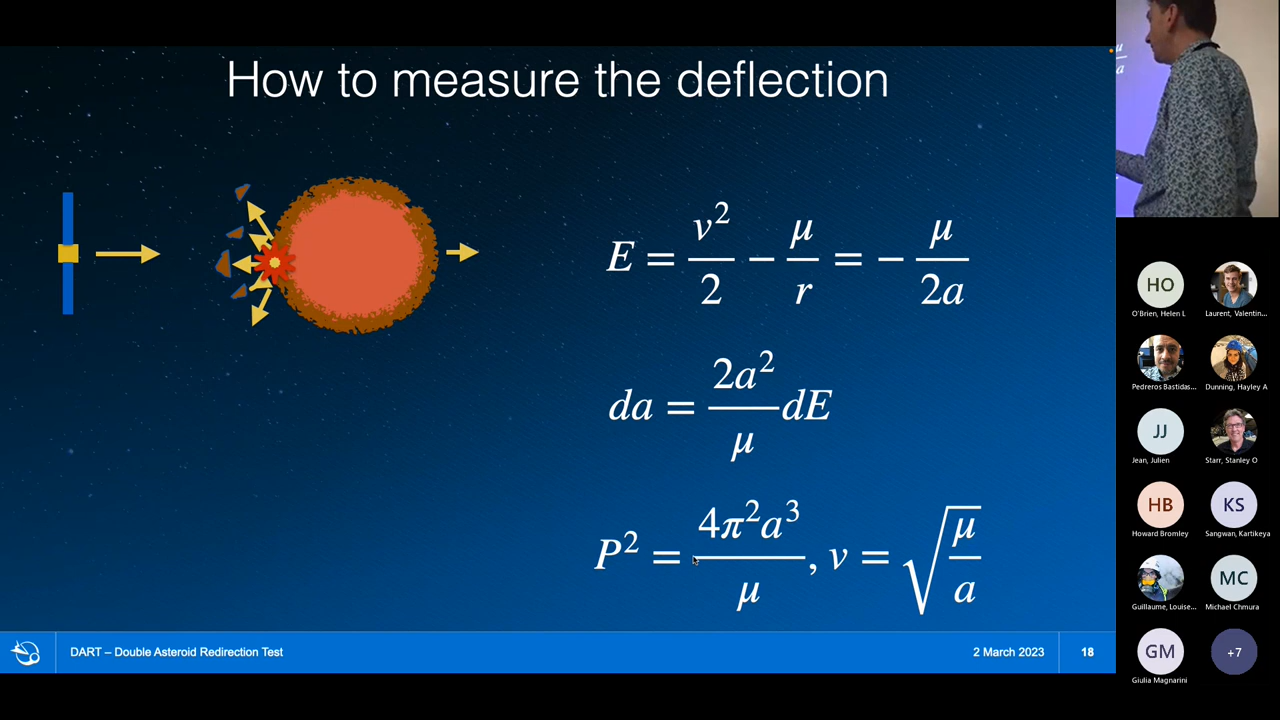 How to measure the deflection
E = v²/2 − μ/r = − μ/2a
da = 2a²/μ dE
P² = 4π²a³/μ, v = √(μ/a)
DART – Double Asteroid Redirection Test
2 March 2023
18
μ
a
HO
O'Brien, Helen L
Laurent, Valentin...
Pedreros Bastidas...
Dunning, Hayley A
JJ
Jean, Julien
Starr, Stanley O
HB
KS
Howard Bromley
Sangwan, Kartikeya
MC
Guillaume, Louise...
Michael Chmura
GM
+7
Giulia Magnarini